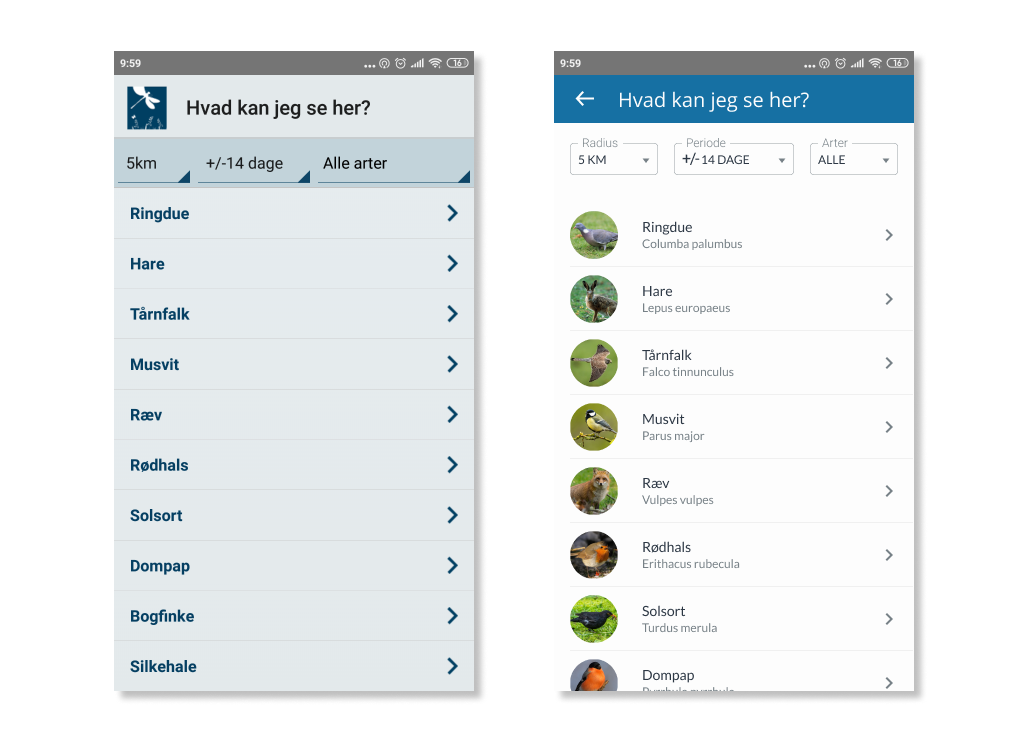 9:59
16
Hvad kan jeg se her?
5km
+/-14 dage
Alle arter
Ringdue
Hare
Tårnfalk
Musvit
Ræv
Rødhals
Solsort
Dompap
Bogfinke
Silkehale
9:59
16
Hvad kan jeg se her?
Radius
5 KM
Periode
+/- 14 DAGE
Arter
ALLE
Ringdue
Columba palumbus
Hare
Lepus europaeus
Tårnfalk
Falco tinnunculus
Musvit
Parus major
Ræv
Vulpes vulpes
Rødhals
Erithacus rubecula
Solsort
Turdus merula
Dompap